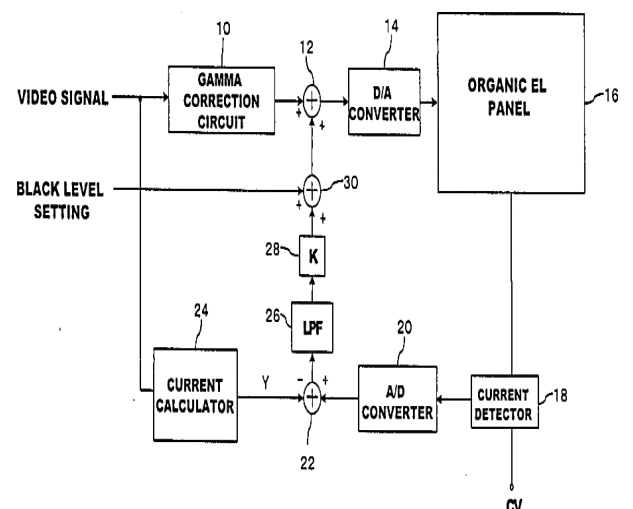 10
12
14
GAMMA
CORRECTION
CIRCUIT
VIDEO SIGNAL
+
+
+
D/A
CONVERTER
ORGANIC EL
PANEL
16
BLACK LEVEL
SETTING
+
+
+
30
28
K
26
LPF
24
CURRENT
CALCULATOR
Y
-
+
+
22
20
A/D
CONVERTER
CURRENT
DETECTOR
18
CV